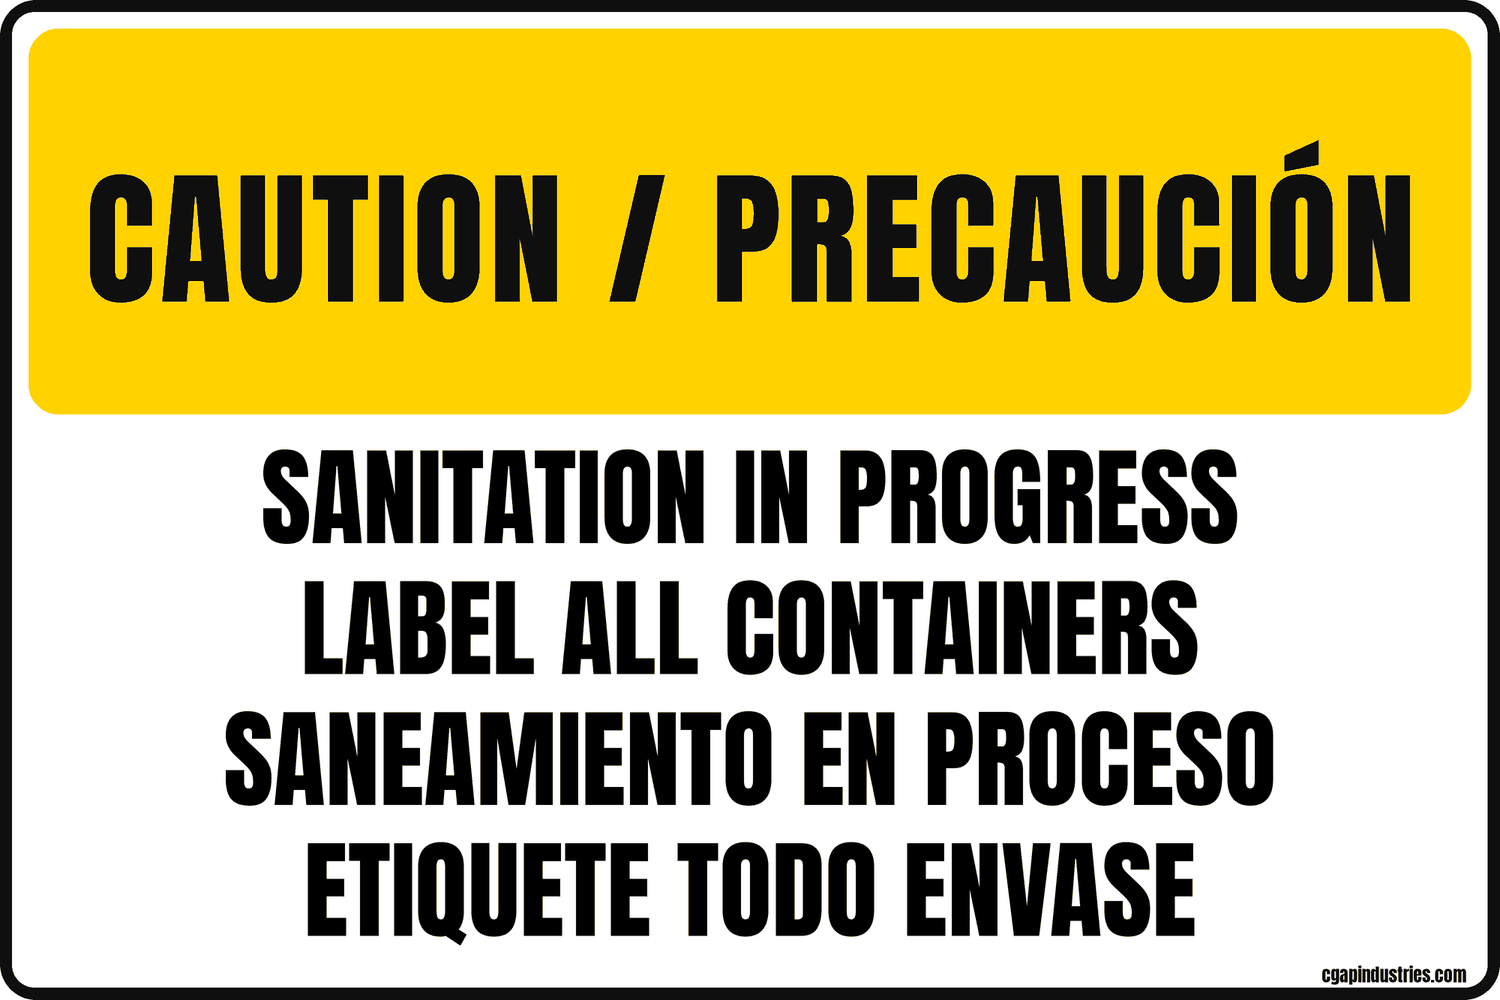 CAUTION / PRECAUCIÓN
SANITATION IN PROGRESS
LABEL ALL CONTAINERS
SANEAMIENTO EN PROCESO
ETIQUETE TODO ENVASE
cgapindustries.com